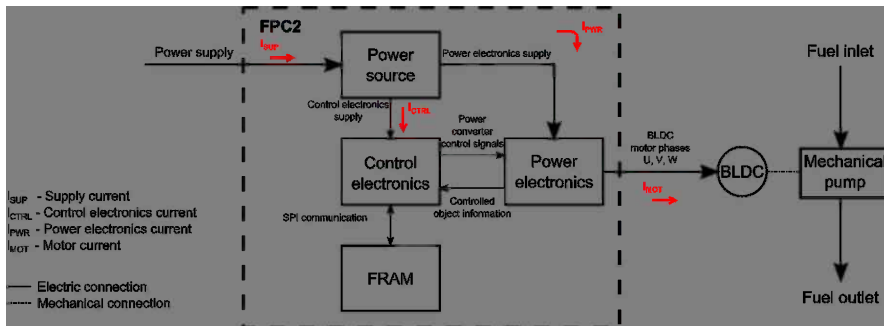 FPC2
I_SUP
I_PWR
Power supply
Power
source
Power electronics supply
Fuel inlet
Control electronics
supply
I_CTRL
Power
converter
control signals
Control
electronics
Power
electronics
BLDC
motor phases
U, V, W
BLDC
Mechanical
pump
I_MOT
Controlled
object information
SPI communication
I_SUP - Supply current
I_CTRL - Control electronics current
I_PWR - Power electronics current
I_MOT - Motor current
FRAM
Electric connection
Mechanical connection
Fuel outlet